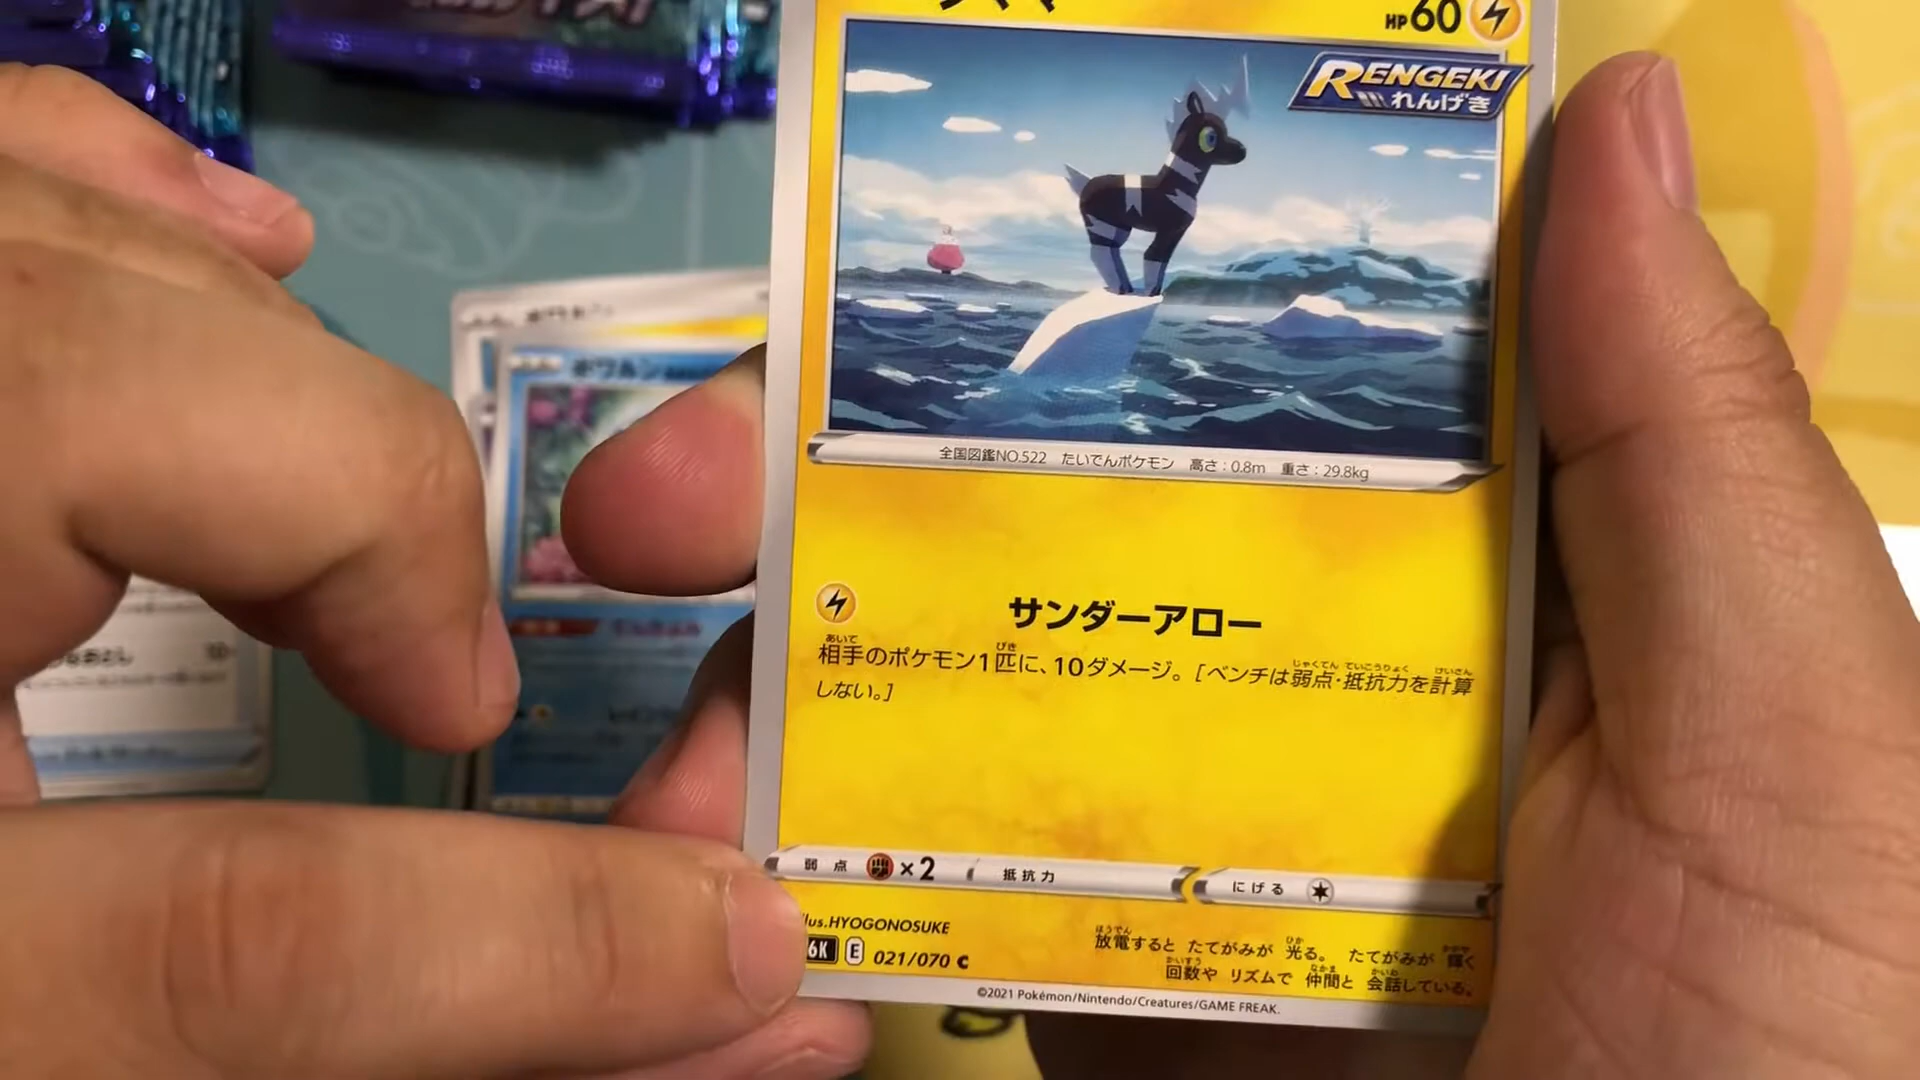 HP60
RENGEKI
れんげき
全国図鑑NO.522 たいでんポケモン 高さ:0.8m 重さ:29.8kg
サンダーアロー
相手のポケモン1匹に、10ダメージ。[ベンチは弱点・抵抗力を計算
しない。]
弱点 ×2 抵抗力 にげる
llus.HYOGONOSUKE
6K E 021/070 C
放電すると たてがみが 光る。 たてがみが 輝く
回数や リズムで 仲間と 会話している。
©2021 Pokémon/Nintendo/Creatures/GAME FREAK.
ポワルン